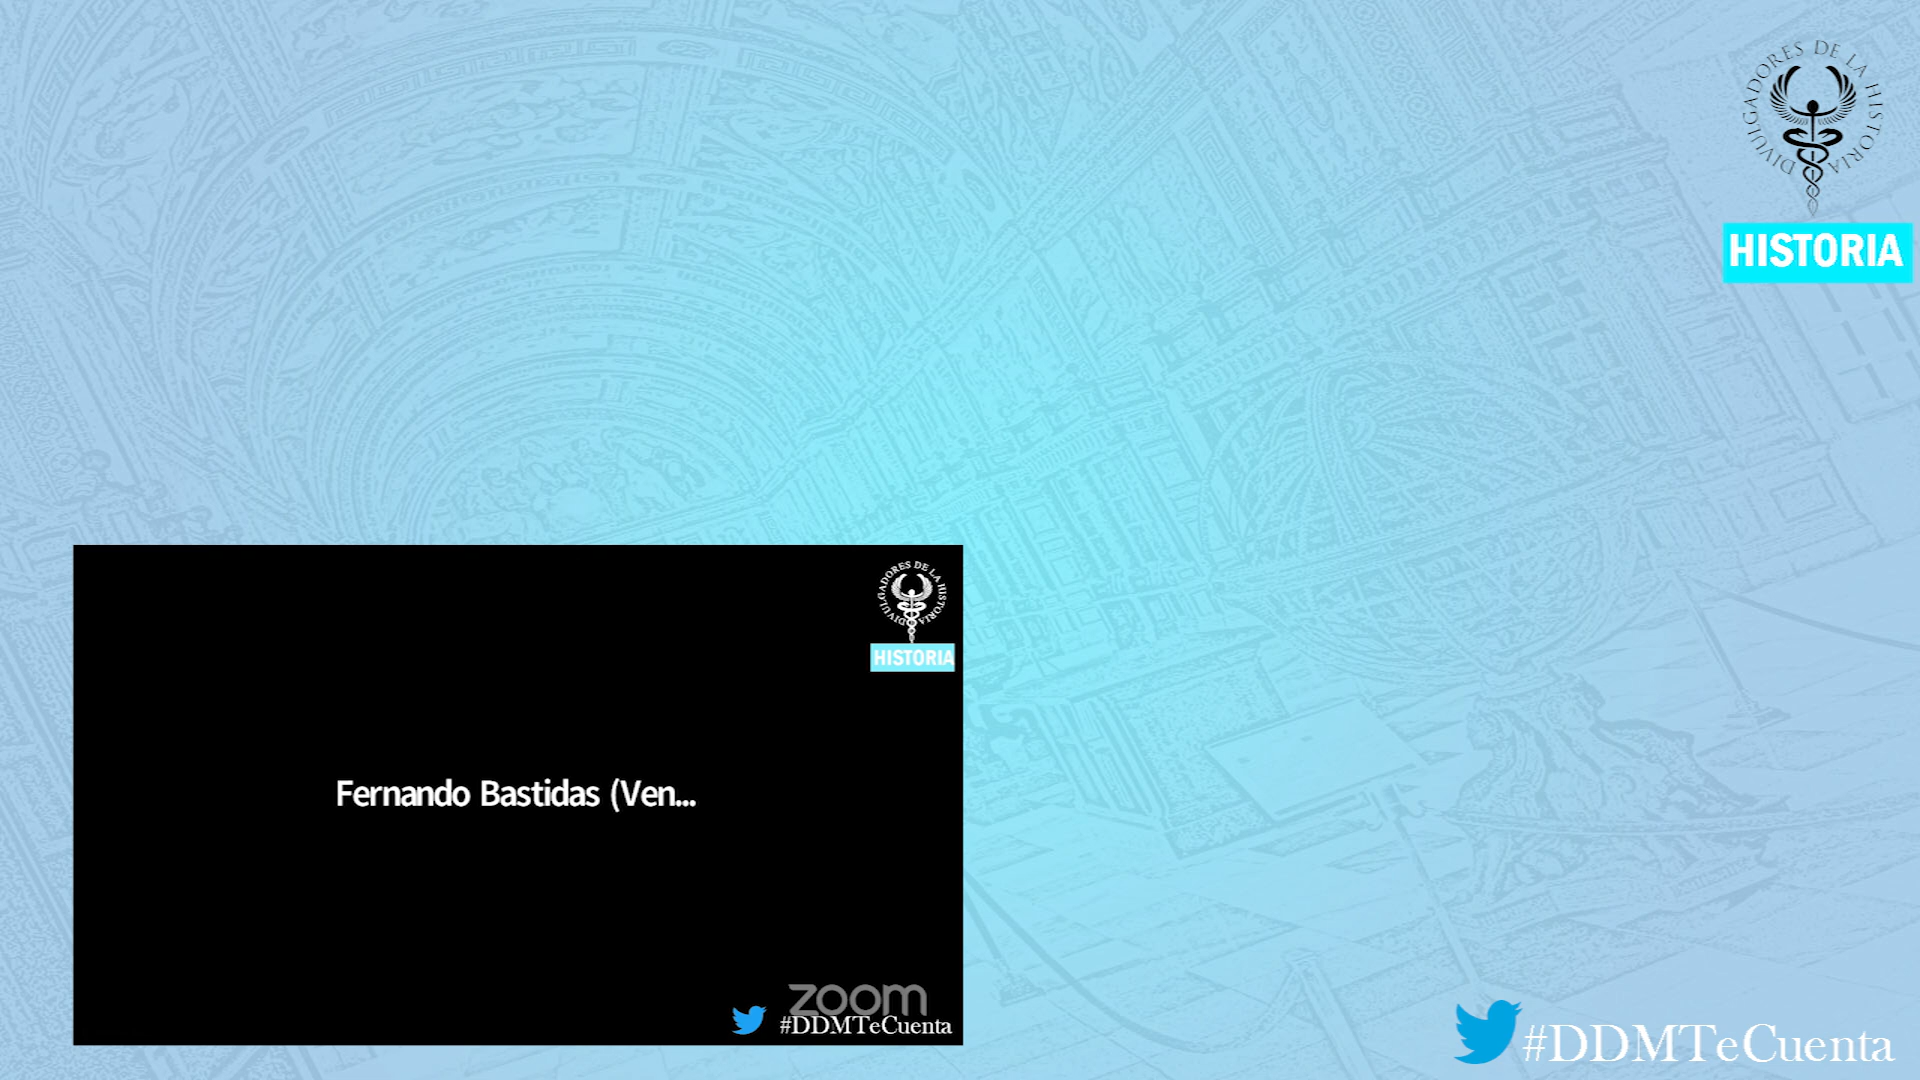 DIVULGADORES DE LA HISTORIA
HISTORIA
DIVULGADORES DE LA HISTORIA
HISTORIA
Fernando Bastidas (Ven...
zoom
#DDMTeCuenta
#DDMTeCuenta